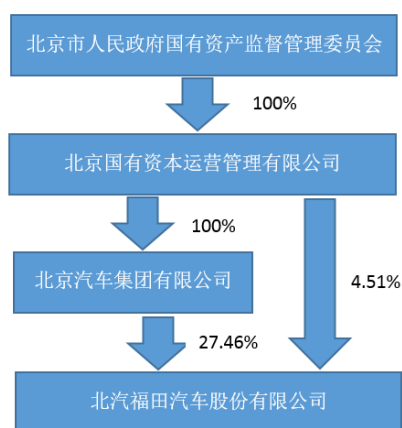 北京市人民政府国有资产监督管理委员会
100%
北京国有资本运营管理有限公司
100%
北京汽车集团有限公司
4.51%
27.46%
北汽福田汽车股份有限公司